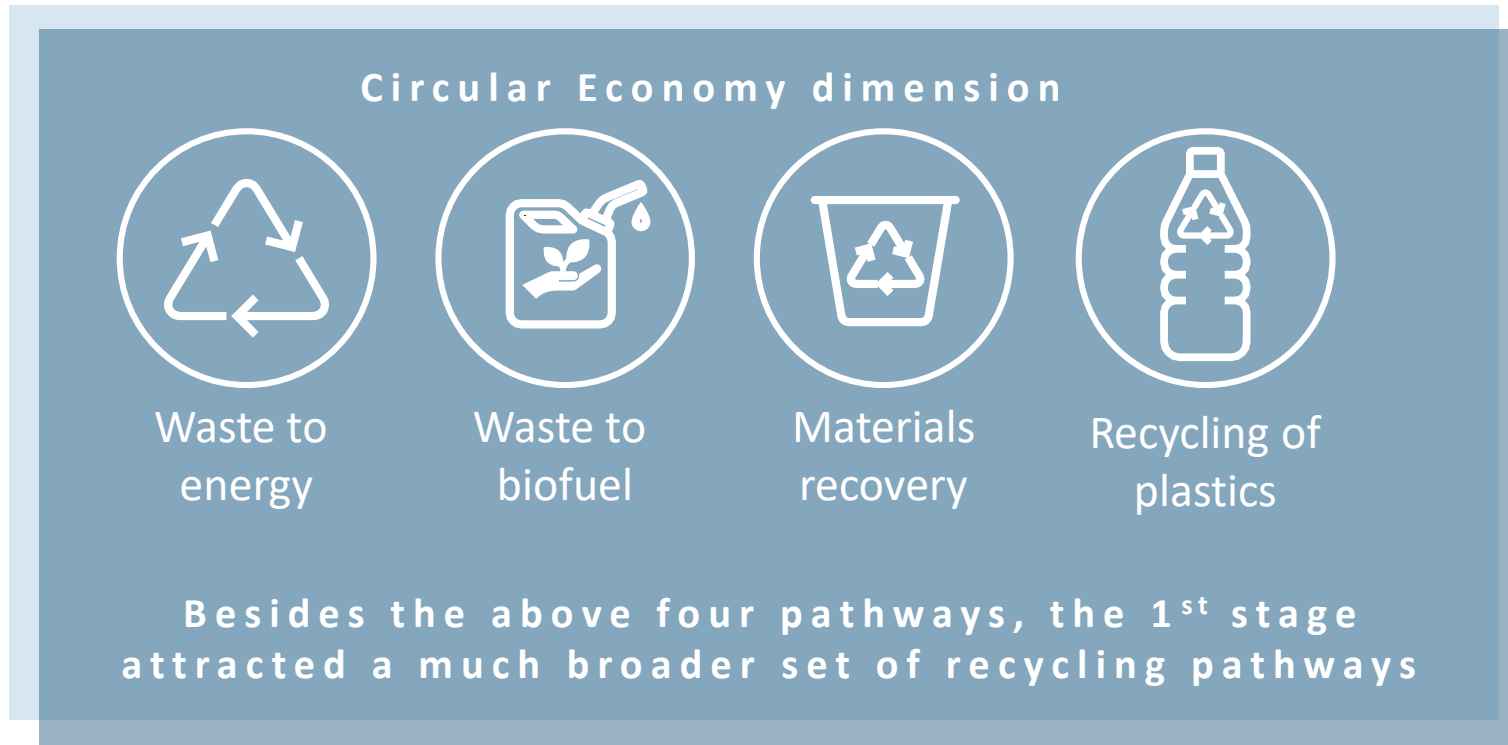 Circular Economy dimension
Waste to
energy
Waste to
biofuel
Materials
recovery
Recycling of
plastics
Besides the above four pathways, the 1st stage
attracted a much broader set of recycling pathways